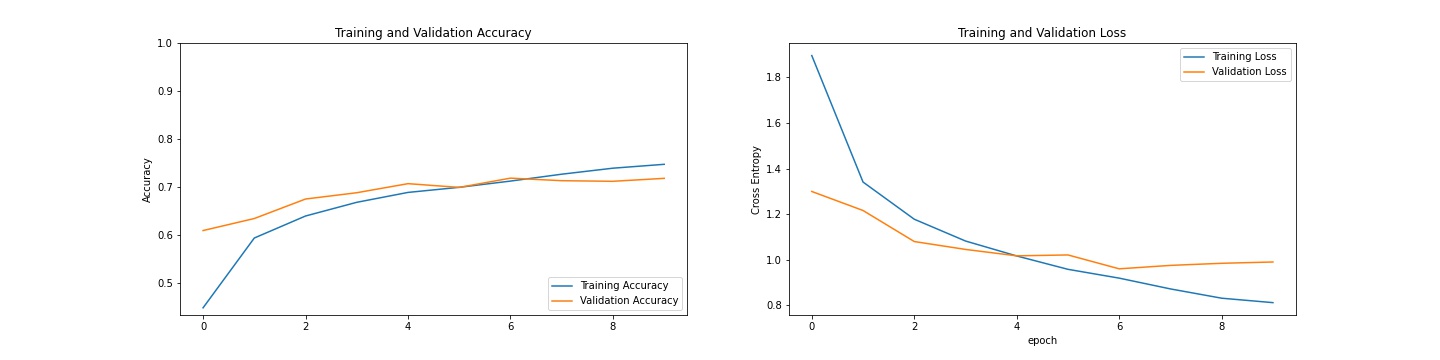 Training and Validation Accuracy
1.0
0.9
0.8
0.7
0.6
0.5
Accuracy
0 2 4 6 8
Training Accuracy
Validation Accuracy
Training and Validation Loss
1.8
1.6
1.4
1.2
1.0
0.8
Cross Entropy
0 2 4 6 8
epoch
Training Loss
Validation Loss